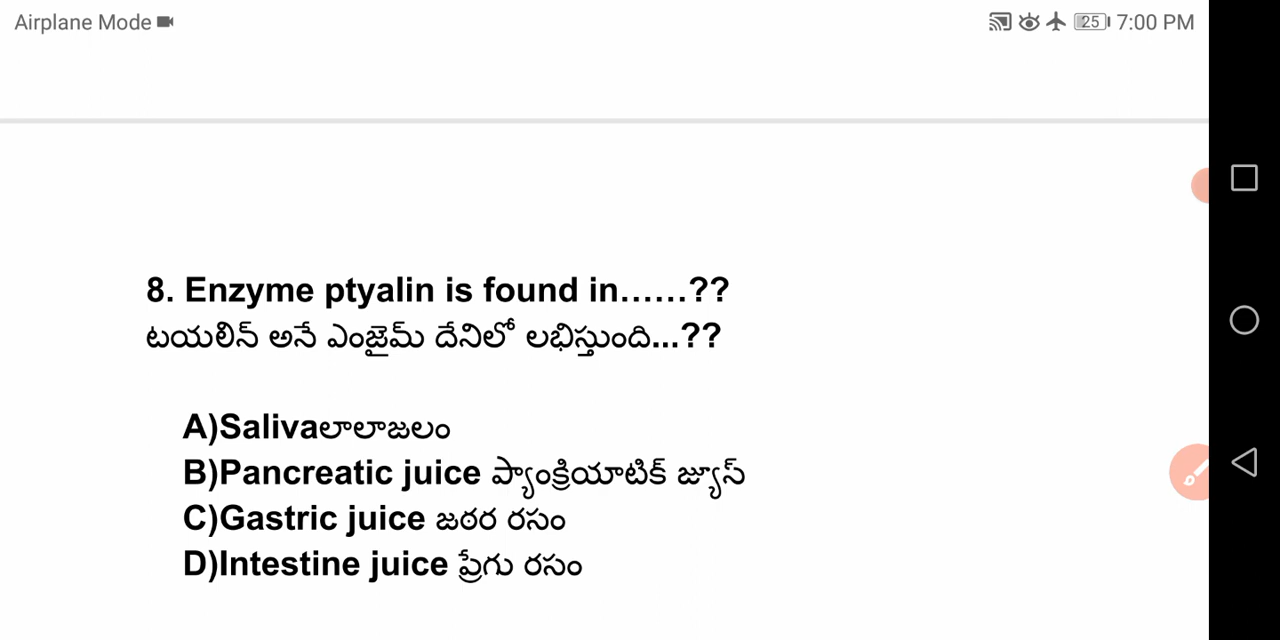 Airplane Mode
25 7:00 PM
8. Enzyme ptyalin is found in......??
టయలిన్ అనే ఎంజైమ్ దేనిలో లభిస్తుంది...??
A)Salivaలాలాజలం
B)Pancreatic juice ప్యాంక్రియాటిక్ జ్యూస్
C)Gastric juice జఠర రసం
D)Intestine juice ప్రేగు రసం